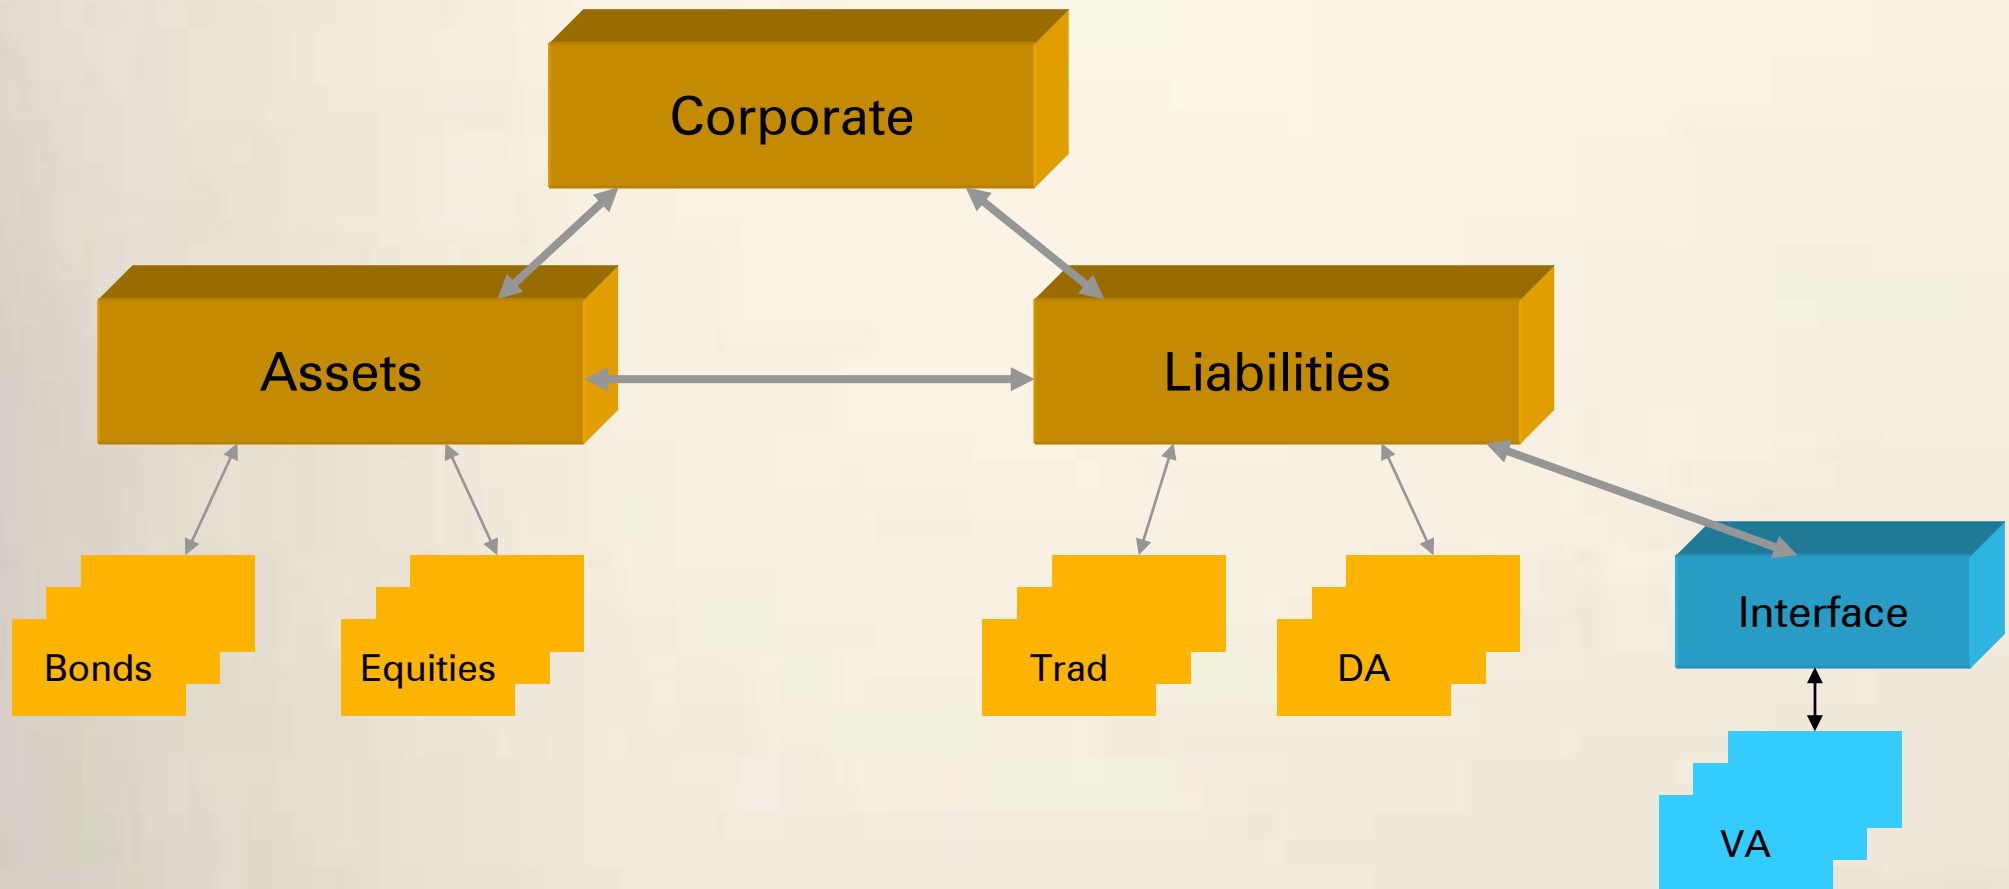 Corporate
Assets
Liabilities
Interface
Bonds
Equities
Trad
DA
VA